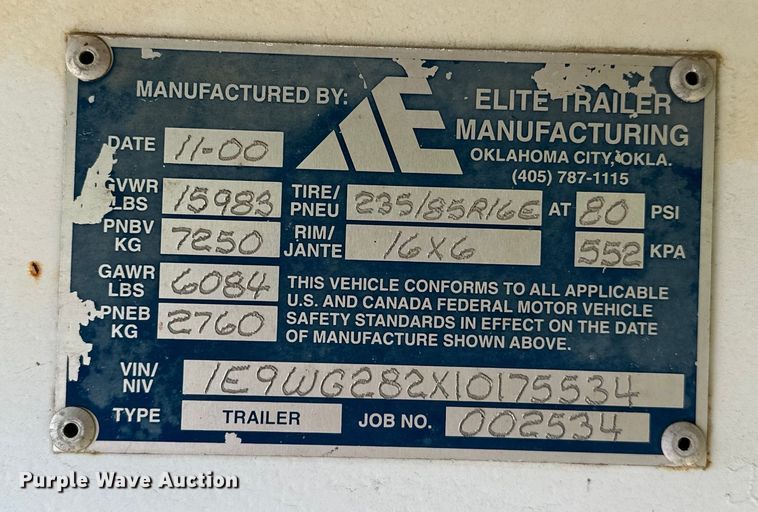 MANUFACTURED BY: AE ELITE TRAILER
MANUFACTURING
OKLAHOMA CITY, OKLA.
(405) 787-1115
DATE 11-00
GVWR LBS 15983 TIRE/ PNEU 235/85R16E AT 80 PSI
PNBV KG 7250 RIM/ JANTE 16X6 552 KPA
GAWR LBS 6084
PNEB KG 2760
THIS VEHICLE CONFORMS TO ALL APPLICABLE
U.S. AND CANADA FEDERAL MOTOR VEHICLE
SAFETY STANDARDS IN EFFECT ON THE DATE
OF MANUFACTURE SHOWN ABOVE.
VIN/ NIV 1E9WG282X10175534
TYPE TRAILER JOB NO. 002534
Purple Wave Auction